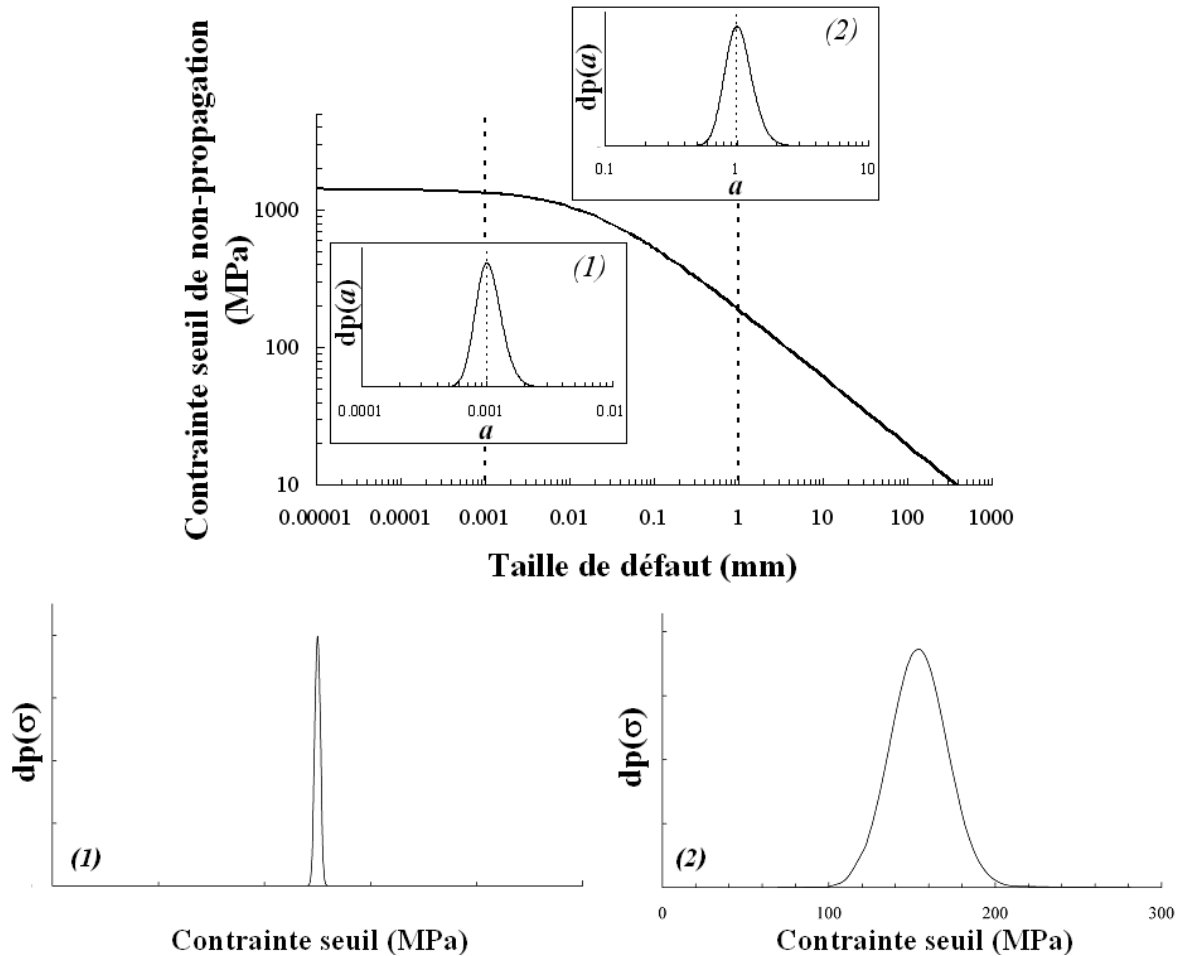 Contrainte seuil de non-propagation
(MPa)
1000
100
10
(2)
dp(a)
0.1
1
10
a
(1)
dp(a)
0.0001
0.001
0.01
a
0.00001
0.0001
0.001
0.01
0.1
1
10
100
1000
Taille de défaut (mm)
dp(σ)
(1)
Contrainte seuil (MPa)
dp(σ)
(2)
0
100
200
300
Contrainte seuil (MPa)